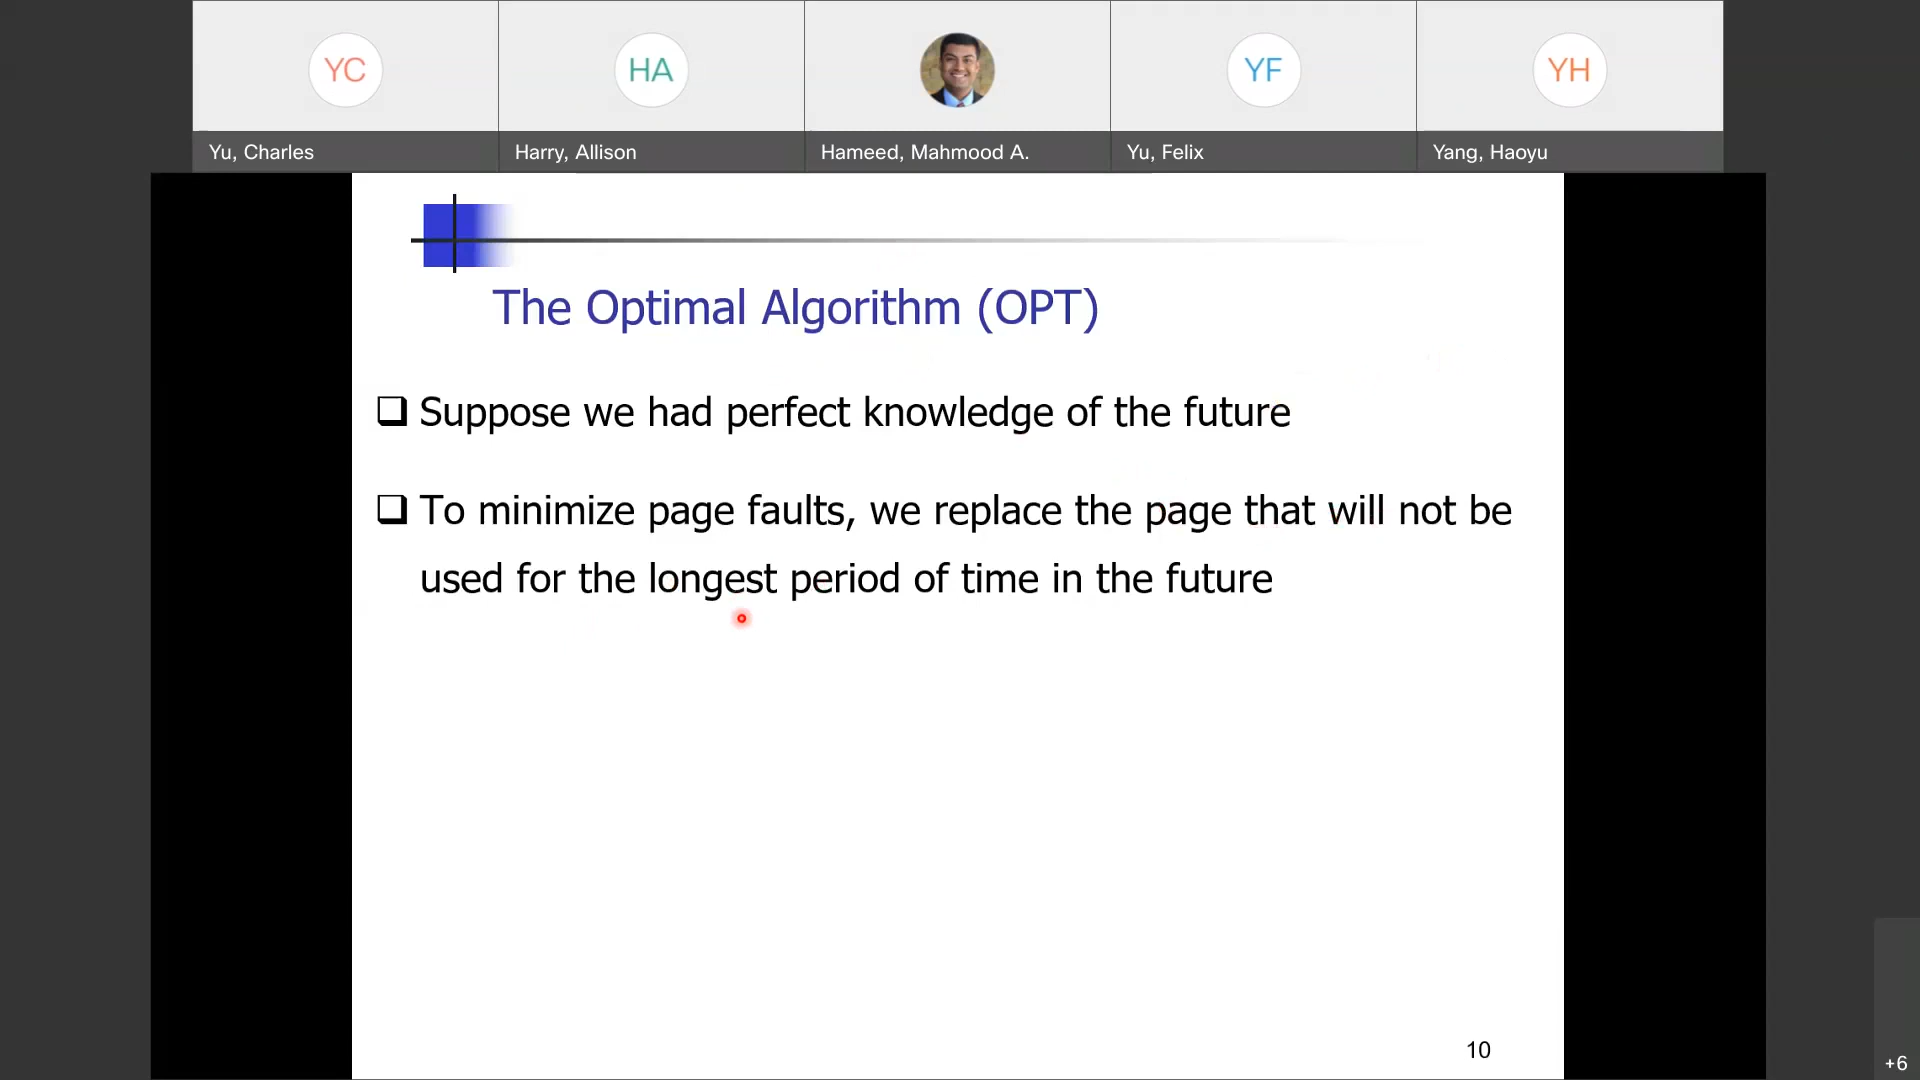 YC
HA
YF
YH
Yu, Charles
Harry, Allison
Hameed, Mahmood A.
Yu, Felix
Yang, Haoyu
The Optimal Algorithm (OPT)
Suppose we had perfect knowledge of the future
To minimize page faults, we replace the page that will not be
used for the longest period of time in the future
10
+6